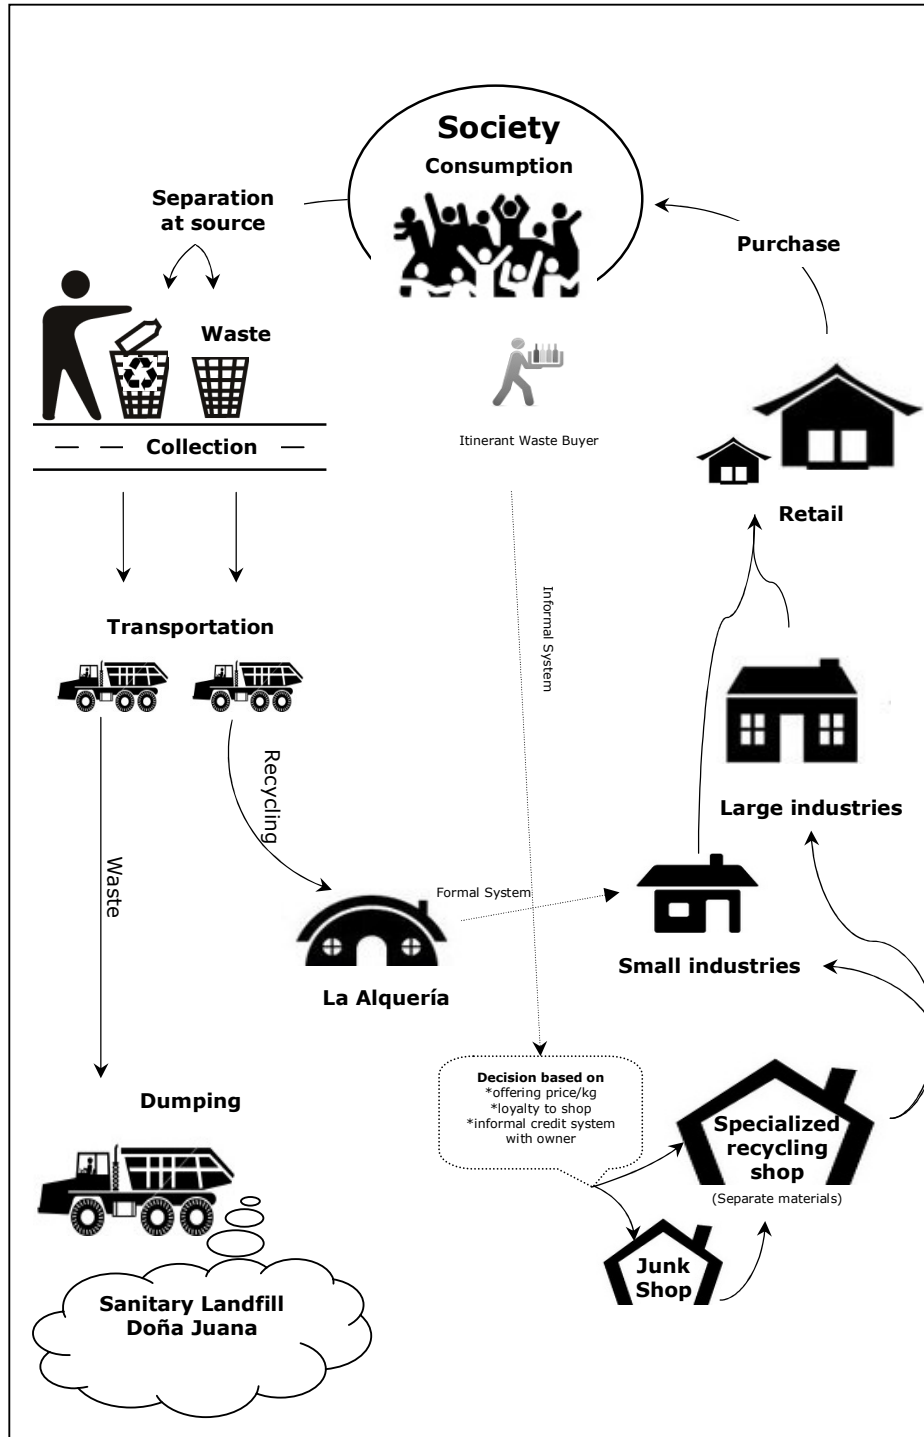 Society
Consumption
Separation
at source
Purchase
Waste
Collection
Itinerant Waste Buyer
Retail
Informal System
Transportation
Recycling
Waste
Large industries
Formal System
Small industries
La Alquería
Decision based on
*offering price/kg
*loyalty to shop
*informal credit system
with owner
Dumping
Specialized
recycling
shop
(Separate materials)
Junk
Shop
Sanitary Landfill
Doña Juana